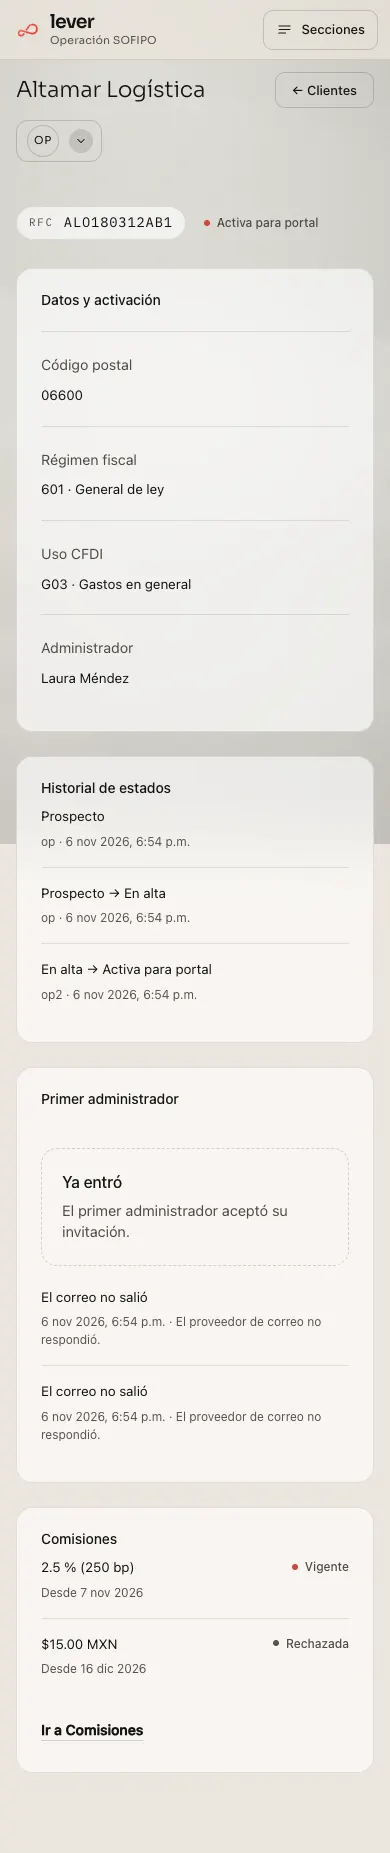 lever
Operación SOFIPO
Secciones
Altamar Logística
← Clientes
OP
RFC ALO180312AB1
Activa para portal
Datos y activación
Código postal
06600
Régimen fiscal
601 · General de ley
Uso CFDI
G03 · Gastos en general
Administrador
Laura Méndez
Historial de estados
Prospecto
op · 6 nov 2026, 6:54 p.m.
Prospecto → En alta
op · 6 nov 2026, 6:54 p.m.
En alta → Activa para portal
op2 · 6 nov 2026, 6:54 p.m.
Primer administrador
Ya entró
El primer administrador aceptó su
invitación.
El correo no salió
6 nov 2026, 6:54 p.m. · El proveedor de correo no
respondió.
El correo no salió
6 nov 2026, 6:54 p.m. · El proveedor de correo no
respondió.
Comisiones
2.5 % (250 bp)
Vigente
Desde 7 nov 2026
$15.00 MXN
Rechazada
Desde 16 dic 2026
Ir a Comisiones